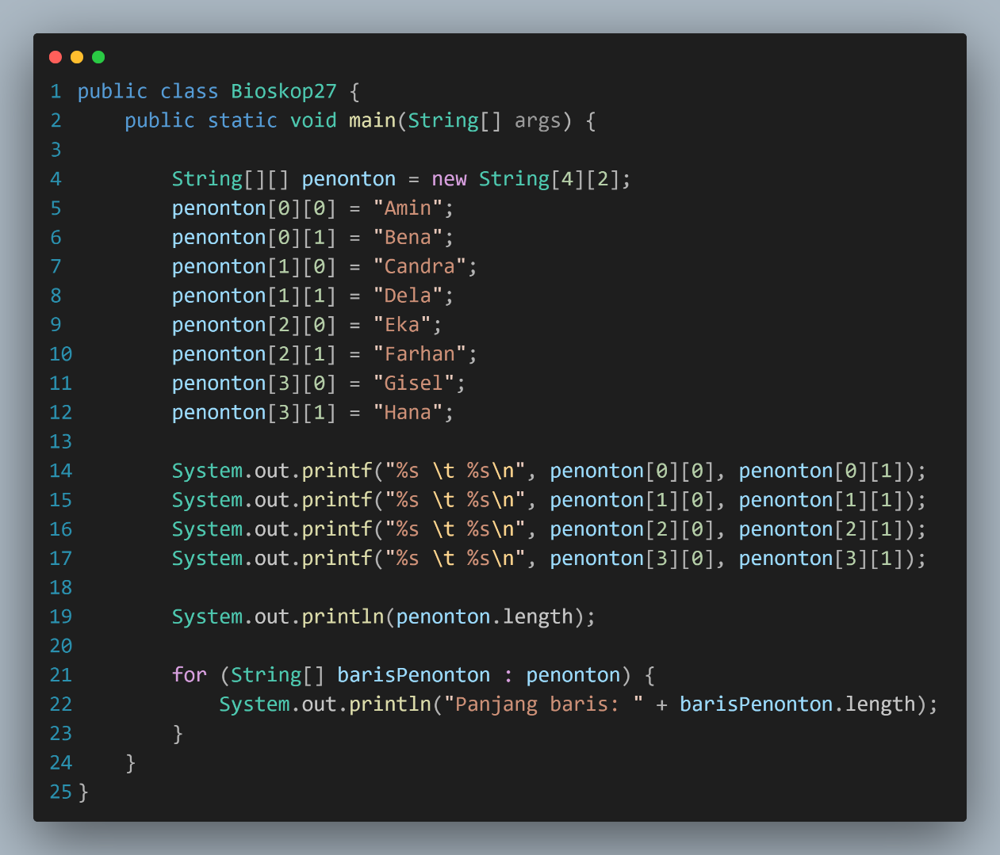 1 public class Bioskop27 {
2     public static void main(String[] args) {
3
4         String[][] penonton = new String[4][2];
5         penonton[0][0] = "Amin";
6         penonton[0][1] = "Bena";
7         penonton[1][0] = "Candra";
8         penonton[1][1] = "Dela";
9         penonton[2][0] = "Eka";
10         penonton[2][1] = "Farhan";
11         penonton[3][0] = "Gisel";
12         penonton[3][1] = "Hana";
13
14         System.out.printf("%s \t %s\n", penonton[0][0], penonton[0][1]);
15         System.out.printf("%s \t %s\n", penonton[1][0], penonton[1][1]);
16         System.out.printf("%s \t %s\n", penonton[2][0], penonton[2][1]);
17         System.out.printf("%s \t %s\n", penonton[3][0], penonton[3][1]);
18
19         System.out.println(penonton.length);
20
21         for (String[] barisPenonton : penonton) {
22             System.out.println("Panjang baris: " + barisPenonton.length);
23         }
24     }
25 }